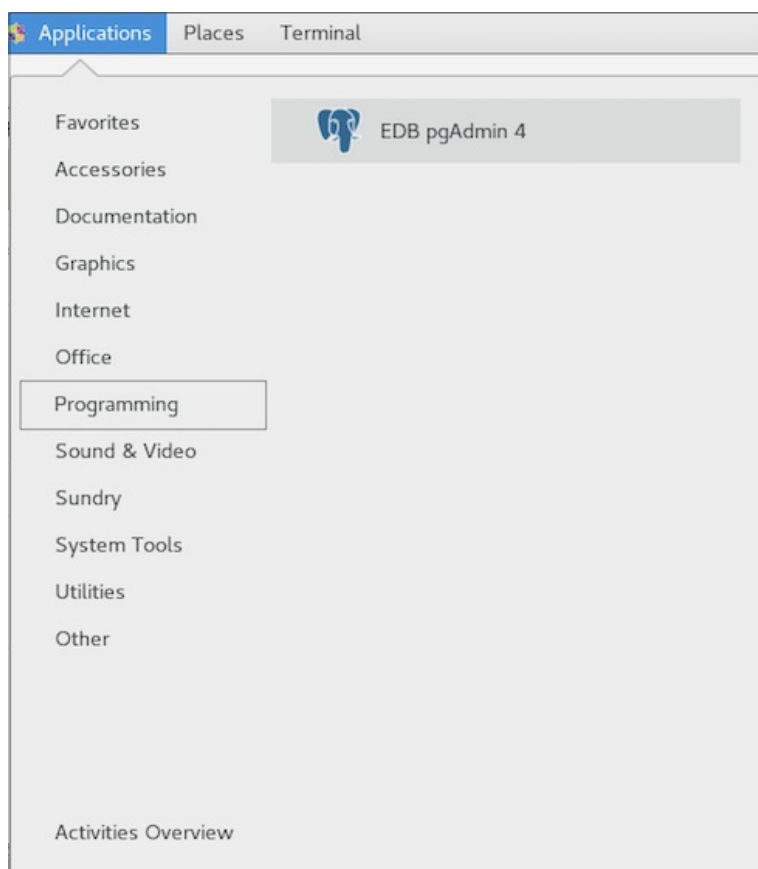 Applications Places Terminal
Favorites
EDB pgAdmin 4
Accessories
Documentation
Graphics
Internet
Office
Programming
Sound & Video
Sundry
System Tools
Utilities
Other
Activities Overview